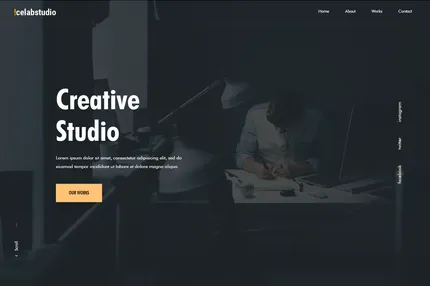 !celabstudio
Home
About
Works
Contact
Creative
Studio
Lorem ipsum dolor sit amet, consectetur adipisicing elit, sed do
eiusmod tempor incididunt ut labore et dolore magna aliqua.
OUR WORKS
instagram
twitter
facebook
Scroll